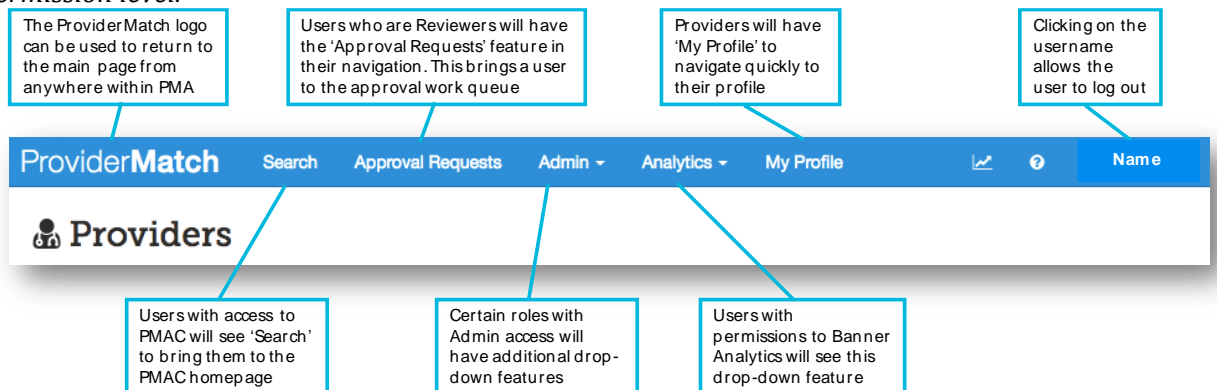 ermission level.
The ProviderMatch logo
can be used to return to
the main page from
anywhere within PMA
Users who are Reviewers will have
the ‘Approval Requests’ feature in
their navigation. This brings a user
to the approval work queue
Providers will have
‘My Profile’ to
navigate quickly to
their profile
Clicking on the
username
allows the
user to log out
ProviderMatch Search Approval Requests Admin Analytics My Profile Name
Providers
Users with access to
PMAC will see ‘Search’
to bring them to the
PMAC homepage
Certain roles with
Admin access will
have additional drop-
down features
Users with
permissions to Banner
Analytics will see this
drop-down feature